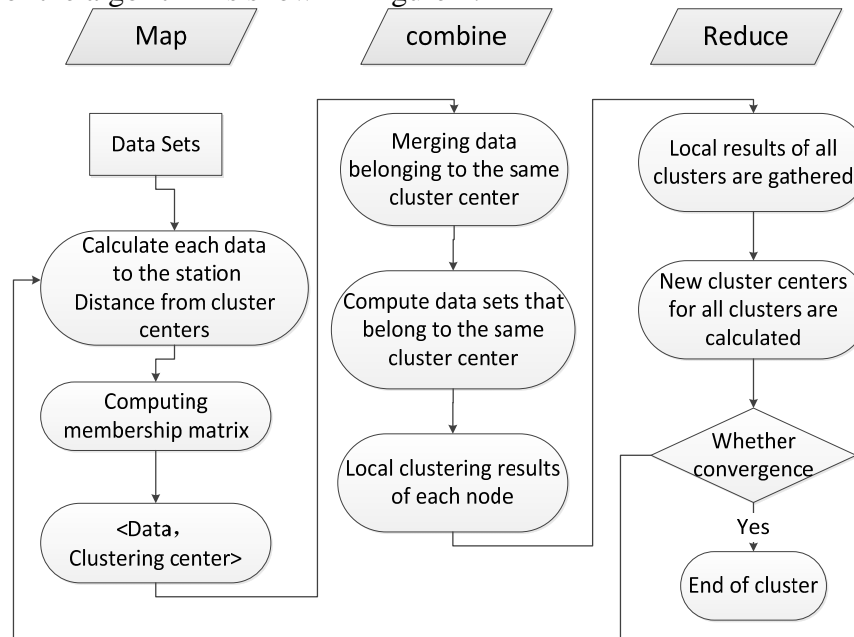 Map
combine
Reduce
Data Sets
Calculate each data
to the station
Distance from cluster
centers
Computing
membership matrix
<Data,
Clustering center>
Merging data
belonging to the same
cluster center
Compute data sets that
belong to the same
cluster center
Local clustering results
of each node
Local results of all
clusters are gathered
New cluster centers
for all clusters are
calculated
Whether
convergence
Yes
End of cluster